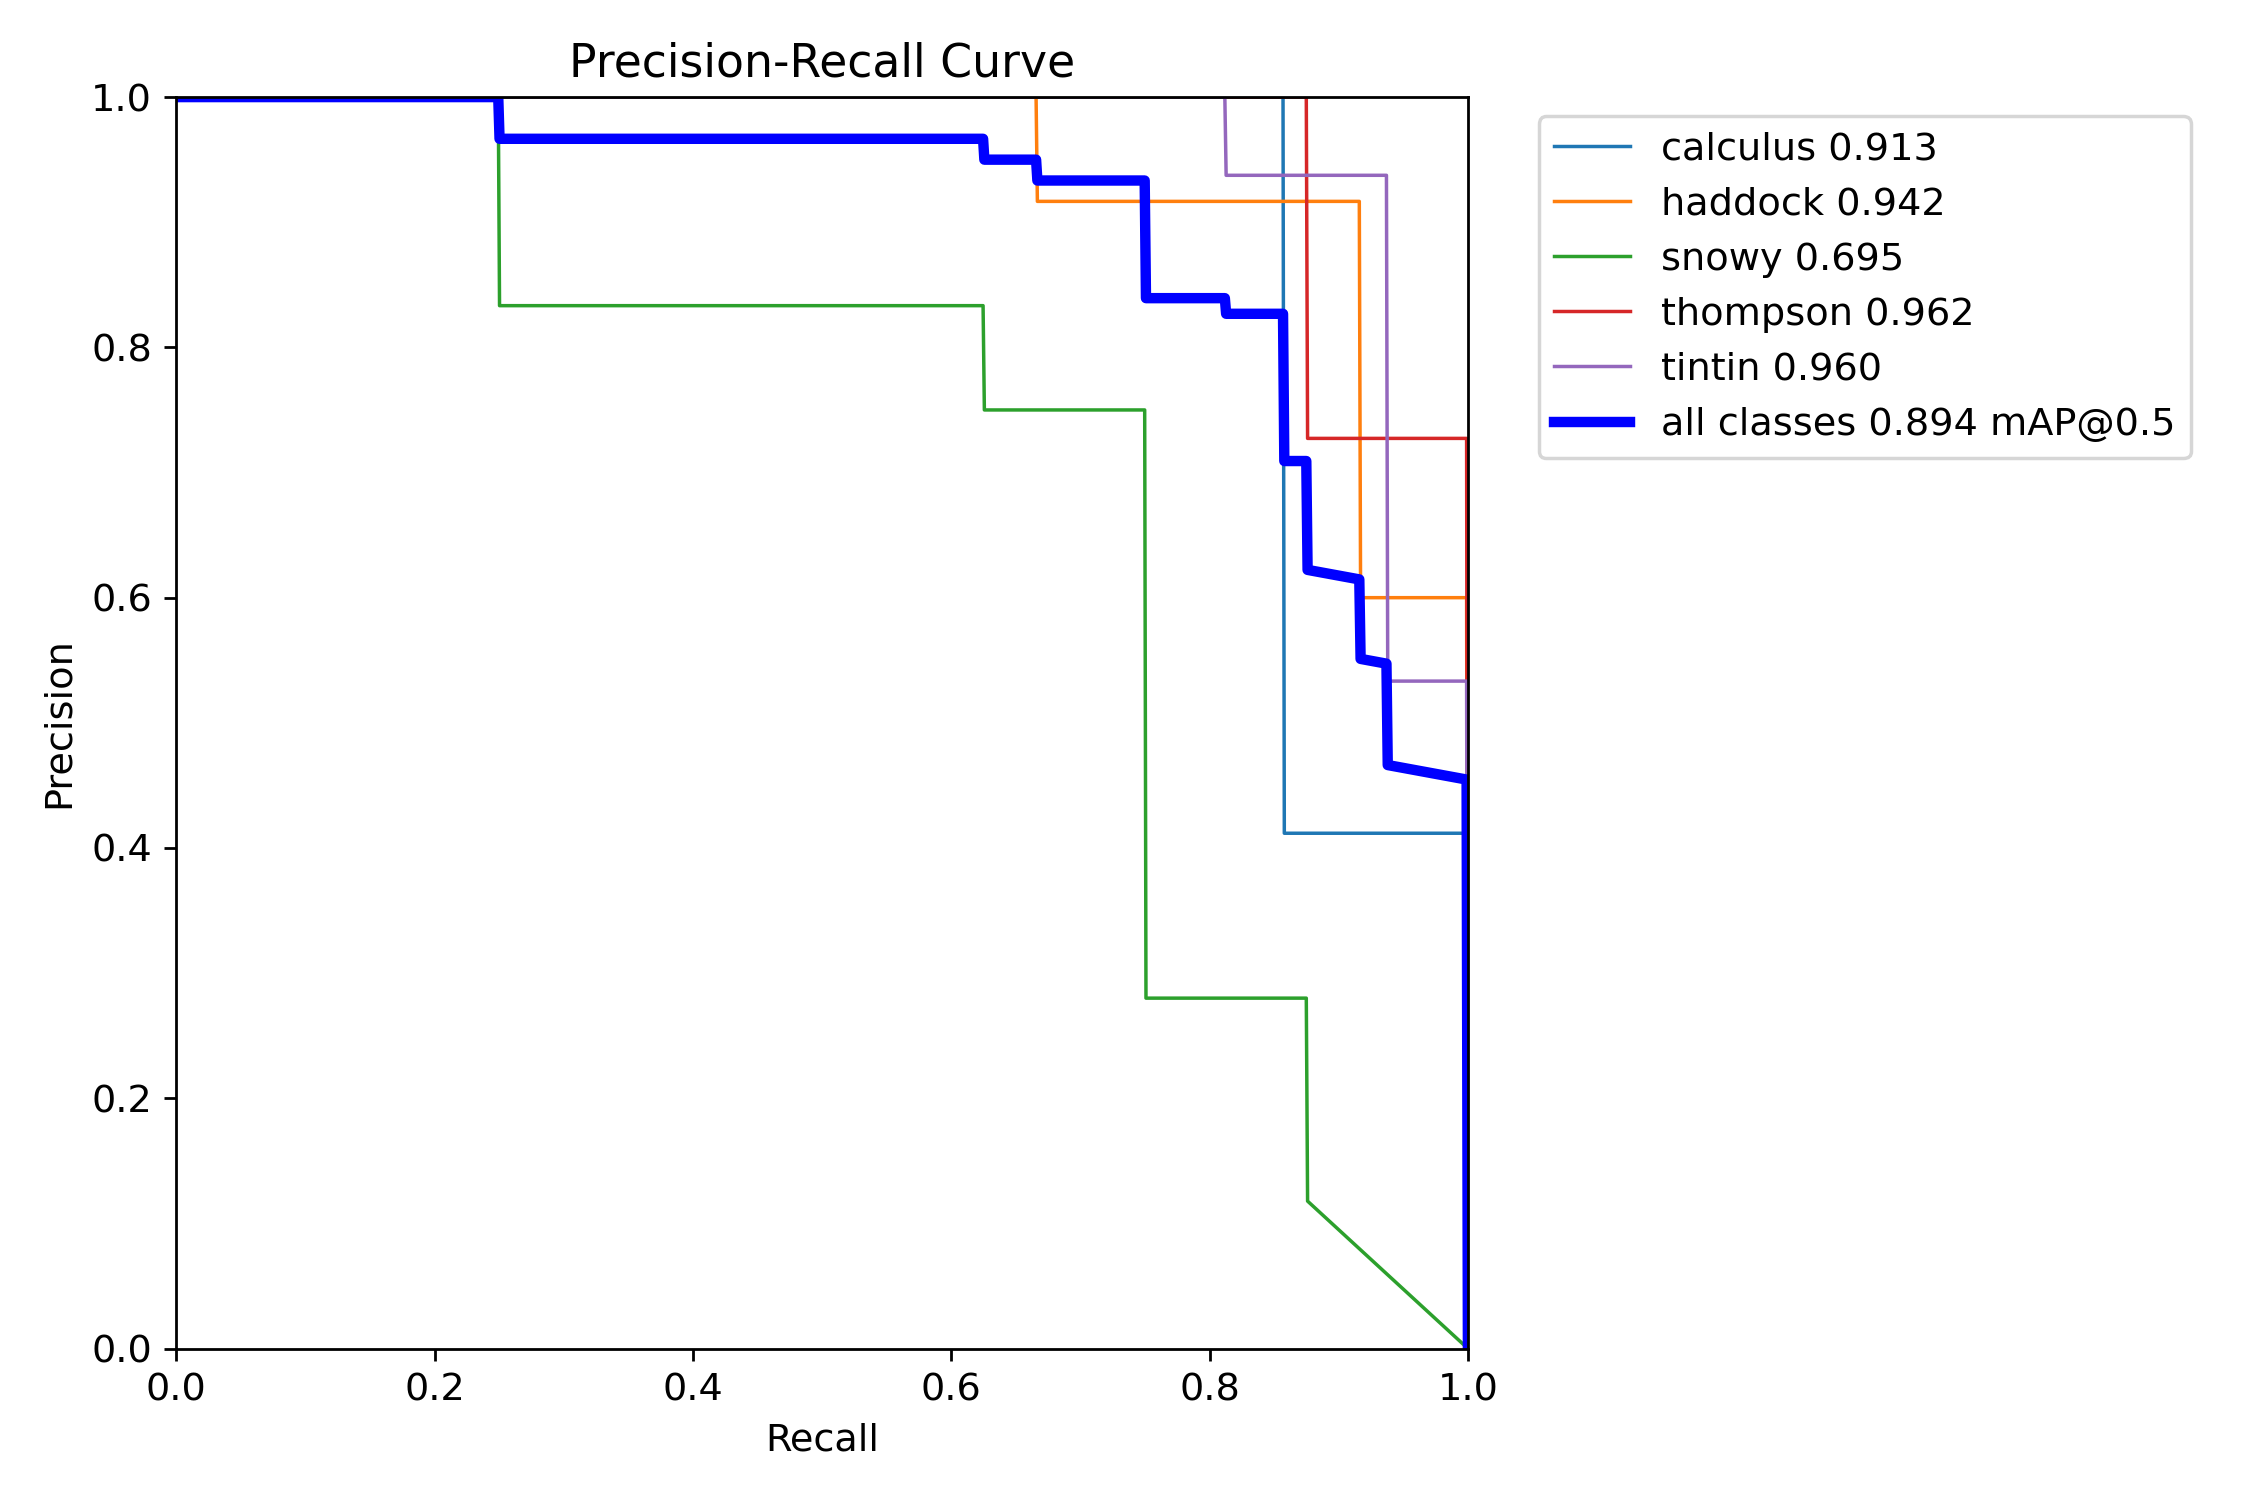 Precision-Recall Curve
1.0
0.8
0.6
0.4
0.2
0.0
Precision
0.0 0.2 0.4 0.6 0.8 1.0
Recall
calculus 0.913
haddock 0.942
snowy 0.695
thompson 0.962
tintin 0.960
all classes 0.894 mAP@0.5